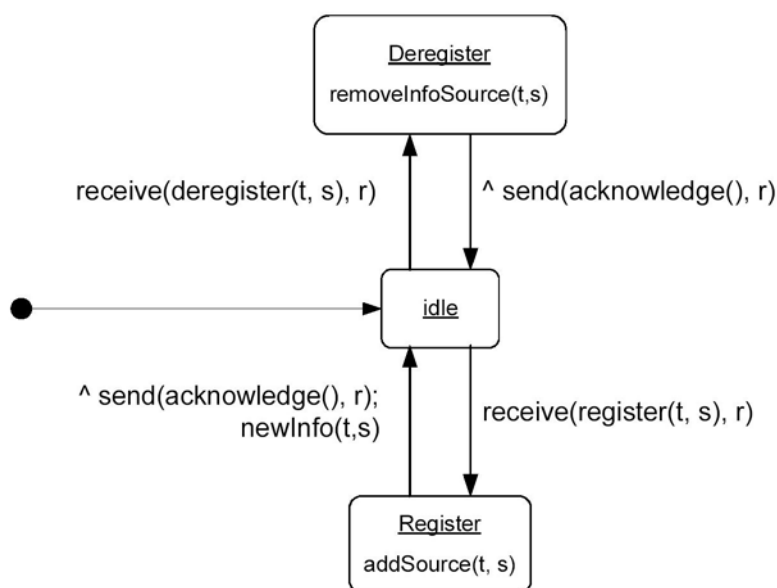 Deregister
removeInfoSource(t,s)
receive(deregister(t, s), r)
^ send(acknowledge(), r)
idle
^ send(acknowledge(), r);
newInfo(t,s)
receive(register(t, s), r)
Register
addSource(t, s)